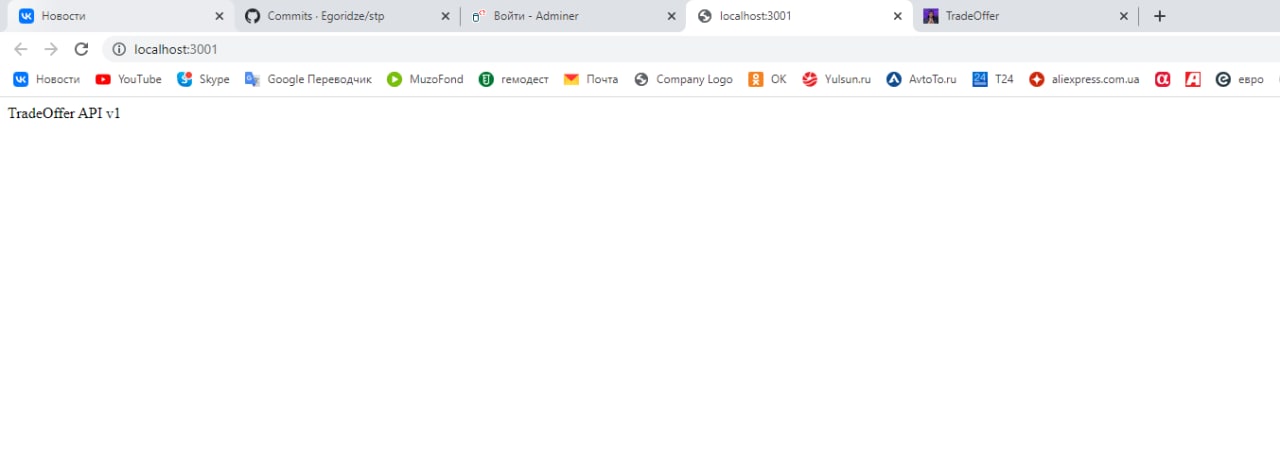 Новости Commits · Egoridze/stp Войти - Adminer localhost:3001 TradeOffer
localhost:3001
Новости YouTube Skype Google Переводчик MuzoFond гемодест Почта Company Logo OK Yulsun.ru AvtoTo.ru 24 T24 aliexpress.com.ua евро
TradeOffer API v1